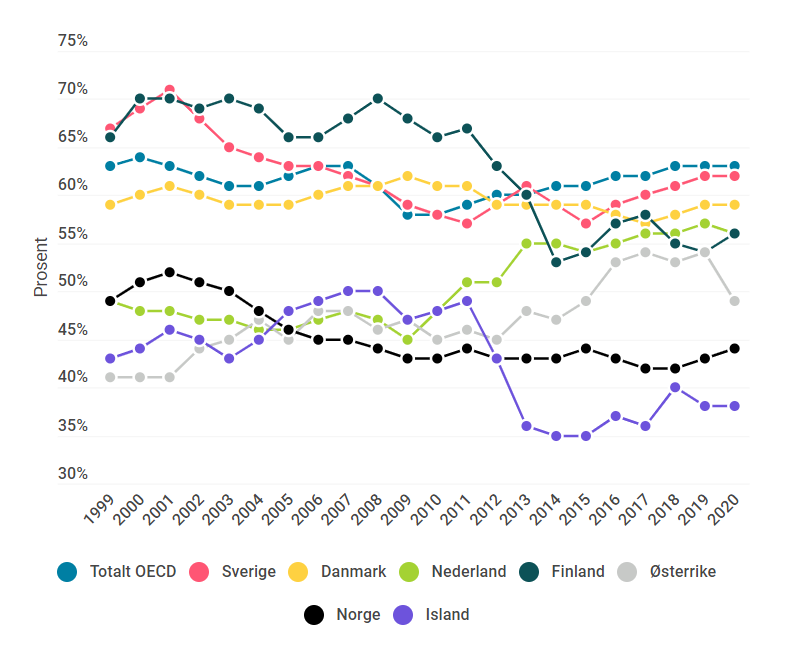 75%
70%
65%
60%
55%
50%
45%
40%
35%
30%
Prosent
1999 2000 2001 2002 2003 2004 2005 2006 2007 2008 2009 2010 2011 2012 2013 2014 2015 2016 2017 2018 2019 2020
Totalt OECD Sverige Danmark Nederland Finland Østerrike
Norge Island